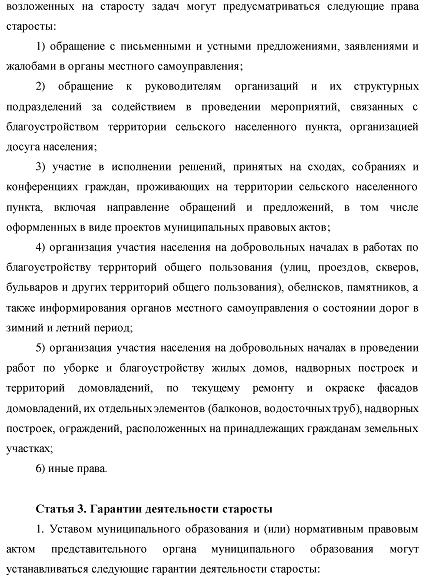 возложенных на старосту задач могут предусматриваться следующие права
старосты:
1) обращение с письменными и устными предложениями, заявлениями и
жалобами в органы местного самоуправления;
2) обращение к руководителям организаций и их структурных
подразделений за содействием в проведении мероприятий, связанных с
благоустройством территории сельского населенного пункта, организацией
досуга населения;
3) участие в исполнении решений, принятых на сходах, собраниях и
конференциях граждан, проживающих на территории сельского населенного
пункта, включая направление обращений и предложений, в том числе
оформленных в виде проектов муниципальных правовых актов;
4) организация участия населения на добровольных началах в работах по
благоустройству территорий общего пользования (улиц, проездов, скверов,
бульваров и других территорий общего пользования), обелисков, памятников, а
также информирования органов местного самоуправления о состоянии дорог в
зимний и летний период;
5) организация участия населения на добровольных началах в проведении
работ по уборке и благоустройству жилых домов, надворных построек и
территорий домовладений, по текущему ремонту и окраске фасадов
домовладений, их отдельных элементов (балконов, водосточных труб), надворных
построек, ограждений, расположенных на принадлежащих гражданам земельных
участках;
6) иные права.
Статья 3. Гарантии деятельности старосты
1. Уставом муниципального образования и (или) нормативным правовым
актом представительного органа муниципального образования могут
устанавливаться следующие гарантии деятельности старосты: